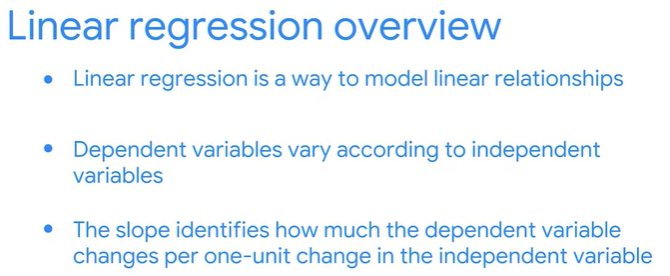 Linear regression overview
• Linear regression is a way to model linear relationships
• Dependent variables vary according to independent
variables
• The slope identifies how much the dependent variable
changes per one-unit change in the independent variable